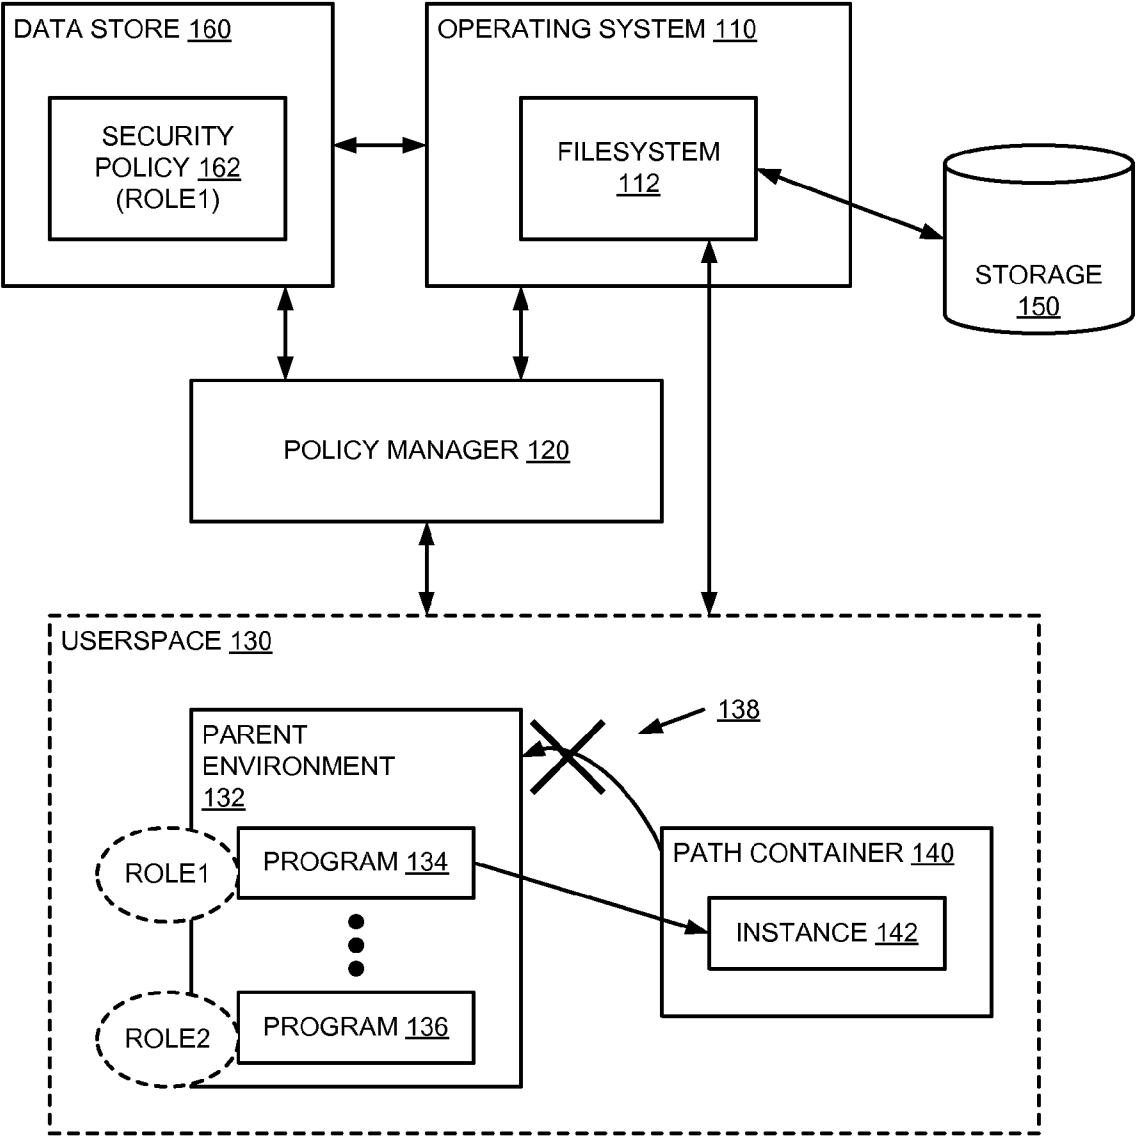 DATA STORE 160
SECURITY
POLICY 162
(ROLE1)
OPERATING SYSTEM 110
FILESYSTEM
112
STORAGE
150
POLICY MANAGER 120
USERSPACE 130
PARENT
ENVIRONMENT
132
138
ROLE1
PROGRAM 134
PATH CONTAINER 140
INSTANCE 142
ROLE2
PROGRAM 136